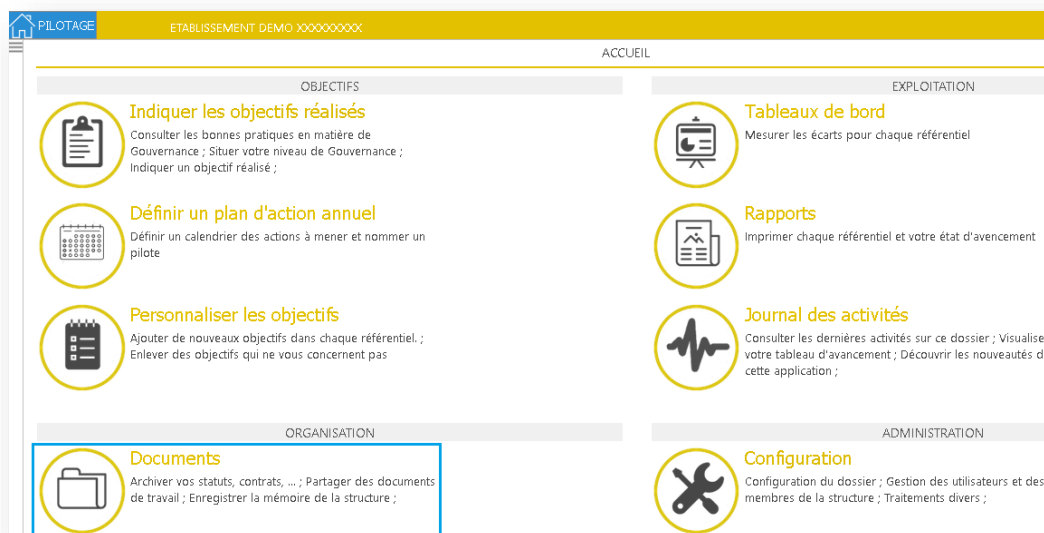 PILOTAGE
ETABLISSEMENT DEMO XXXXXXXXX
ACCUEIL
OBJECTIFS
Indiquer les objectifs réalisés
Consulter les bonnes pratiques en matière de
Gouvernance ; Situer votre niveau de Gouvernance ;
Indiquer un objectif réalisé ;
Définir un plan d'action annuel
Définir un calendrier des actions à mener et nommer un
pilote
Personnaliser les objectifs
Ajouter de nouveaux objectifs dans chaque référentiel. ;
Enlever des objectifs qui ne vous concernent pas
EXPLOITATION
Tableaux de bord
Mesurer les écarts pour chaque référentiel
Rapports
Imprimer chaque référentiel et votre état d'avencement
Journal des activités
Consulter les dernières activités sur ce dossier ; Visualise
votre tableau d'avancement ; Découvrir les nouveautés d
cette application ;
ORGANISATION
Documents
Archiver vos statuts, contrats, ... ; Partager des documents
de travail ; Enregistrer la mémoire de la structure ;
ADMINISTRATION
Configuration
Configuration du dossier ; Gestion des utilisateurs et des
membres de la structure ; Traitements divers ;